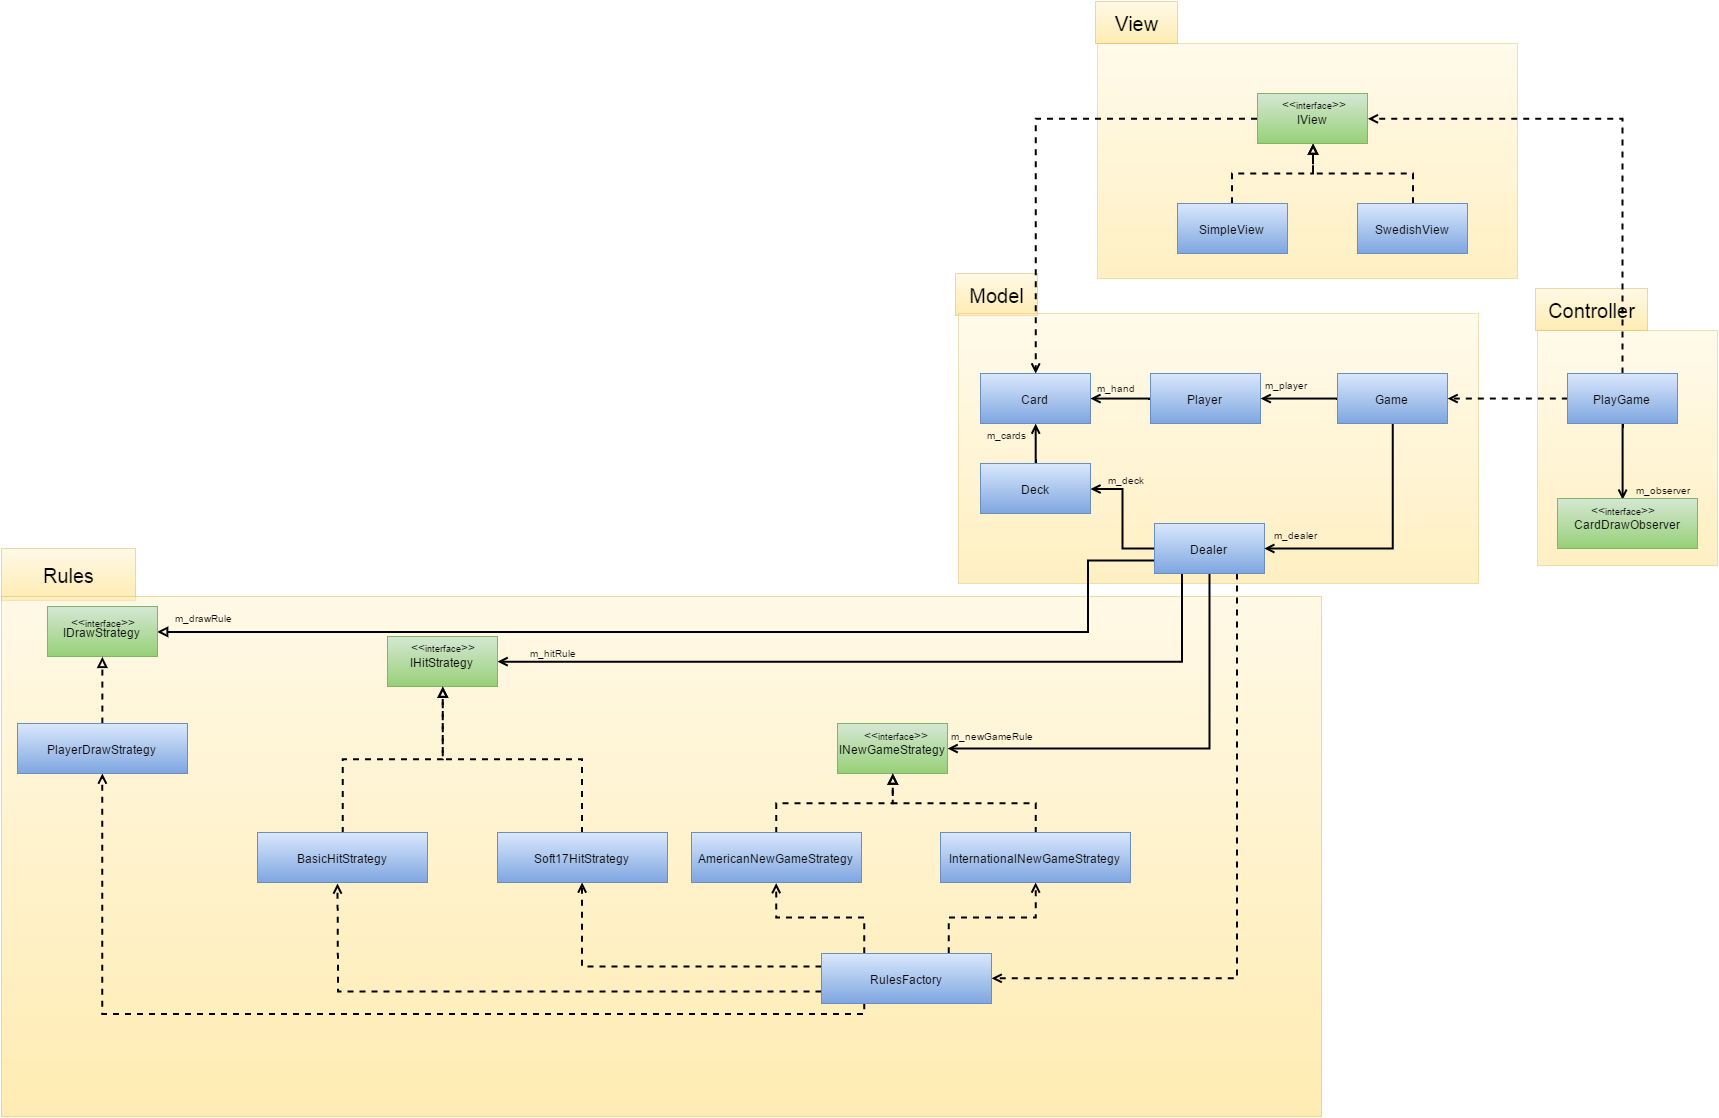 View
<<interface>>
IView
SimpleView
SwedishView
Model
Controller
Card
m_hand
Player
m_player
Game
PlayGame
m_cards
Deck
m_deck
m_observer
<<interface>>
CardDrawObserver
Dealer
m_dealer
Rules
<<interface>>
IDrawStrategy
m_drawRule
<<interface>>
IHitStrategy
m_hitRule
PlayerDrawStrategy
<<interface>>
INewGameStrategy
m_newGameRule
BasicHitStrategy
Soft17HitStrategy
AmericanNewGameStrategy
InternationalNewGameStrategy
RulesFactory